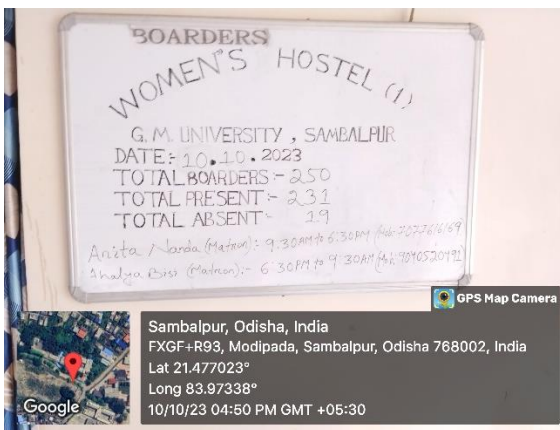 BOARDERS
WOMEN'S HOSTEL (1)
G.M. UNIVERSITY, SAMBALPUR
DATE:- 10.10.2023
TOTAL BOARDERS:- 250
TOTAL PRESENT:- 231
TOTAL ABSENT- 19
Anita Nanda (Matron):- 9.30AM to 6:30PM
(Matron):- 6:30PM to 9:30AM
GPS Map Camera
Sambalpur, Odisha, India
FXGF+R93, Modipada, Sambalpur, Odisha 768002, India
Lat 21.477023°
Long 83.97338°
10/10/23 04:50 PM GMT +05:30
Google